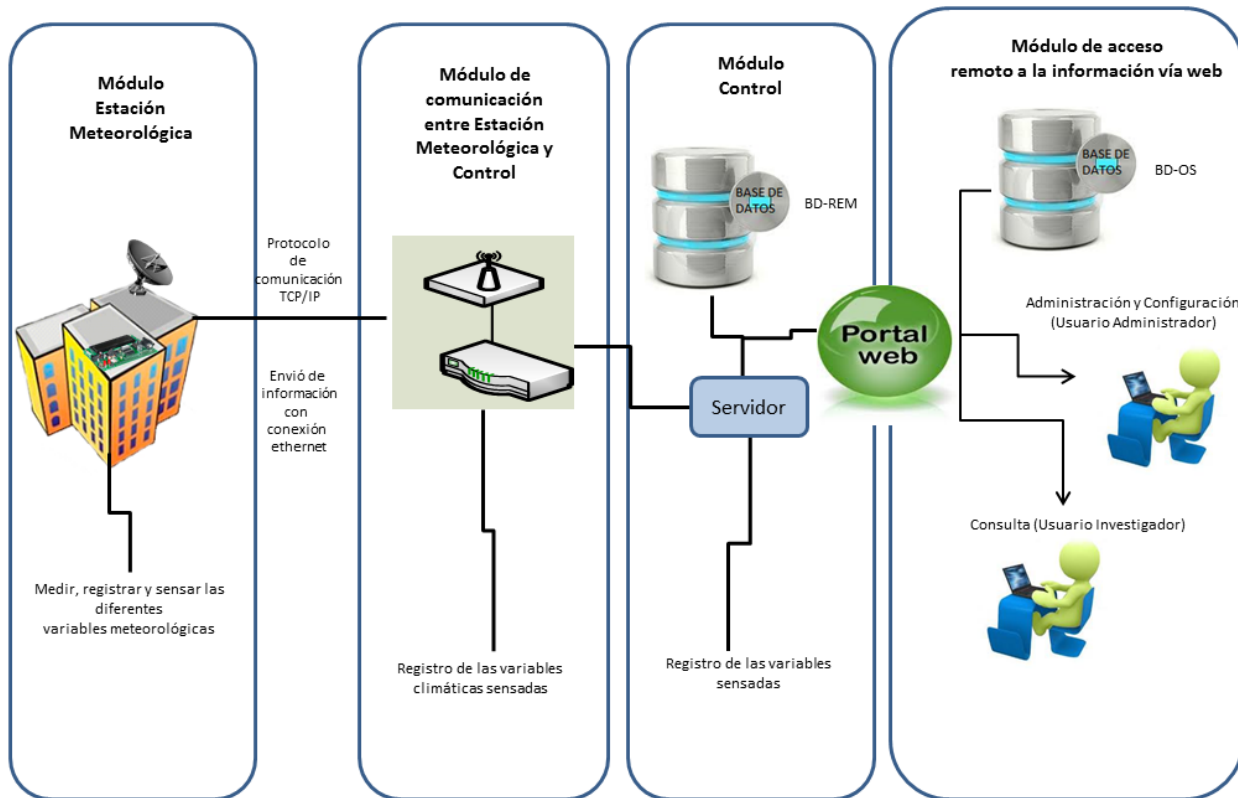 Módulo
Estación
Meteorológica
Protocolo
de
comunicación
TCP/IP
Envió de
información
con
conexión
ethernet
Medir, registrar y sensar las
diferentes
variables meteorológicas
Módulo de
comunicación
entre Estación
Meteorológica y
Control
Registro de las variables
climáticas sensadas
Módulo
Control
BASE DE
DATOS
BD-REM
Servidor
Registro de las variables
sensadas
Portal
web
Módulo de acceso
remoto a la información vía web
BASE DE
DATOS
BD-OS
Administración y Configuración
(Usuario Administrador)
Consulta (Usuario Investigador)